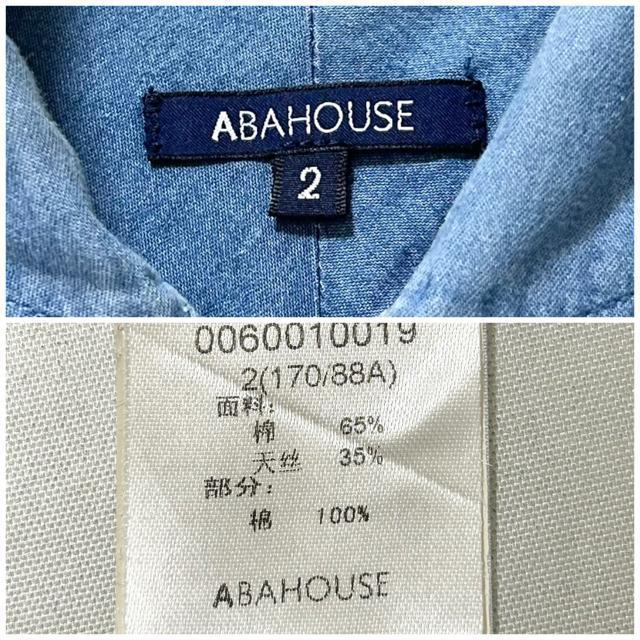 ABAHOUSE
2
0060010019
2(170/88A)
面料:
棉 65%
天丝 35%
部分:
棉 100%
ABAHOUSE